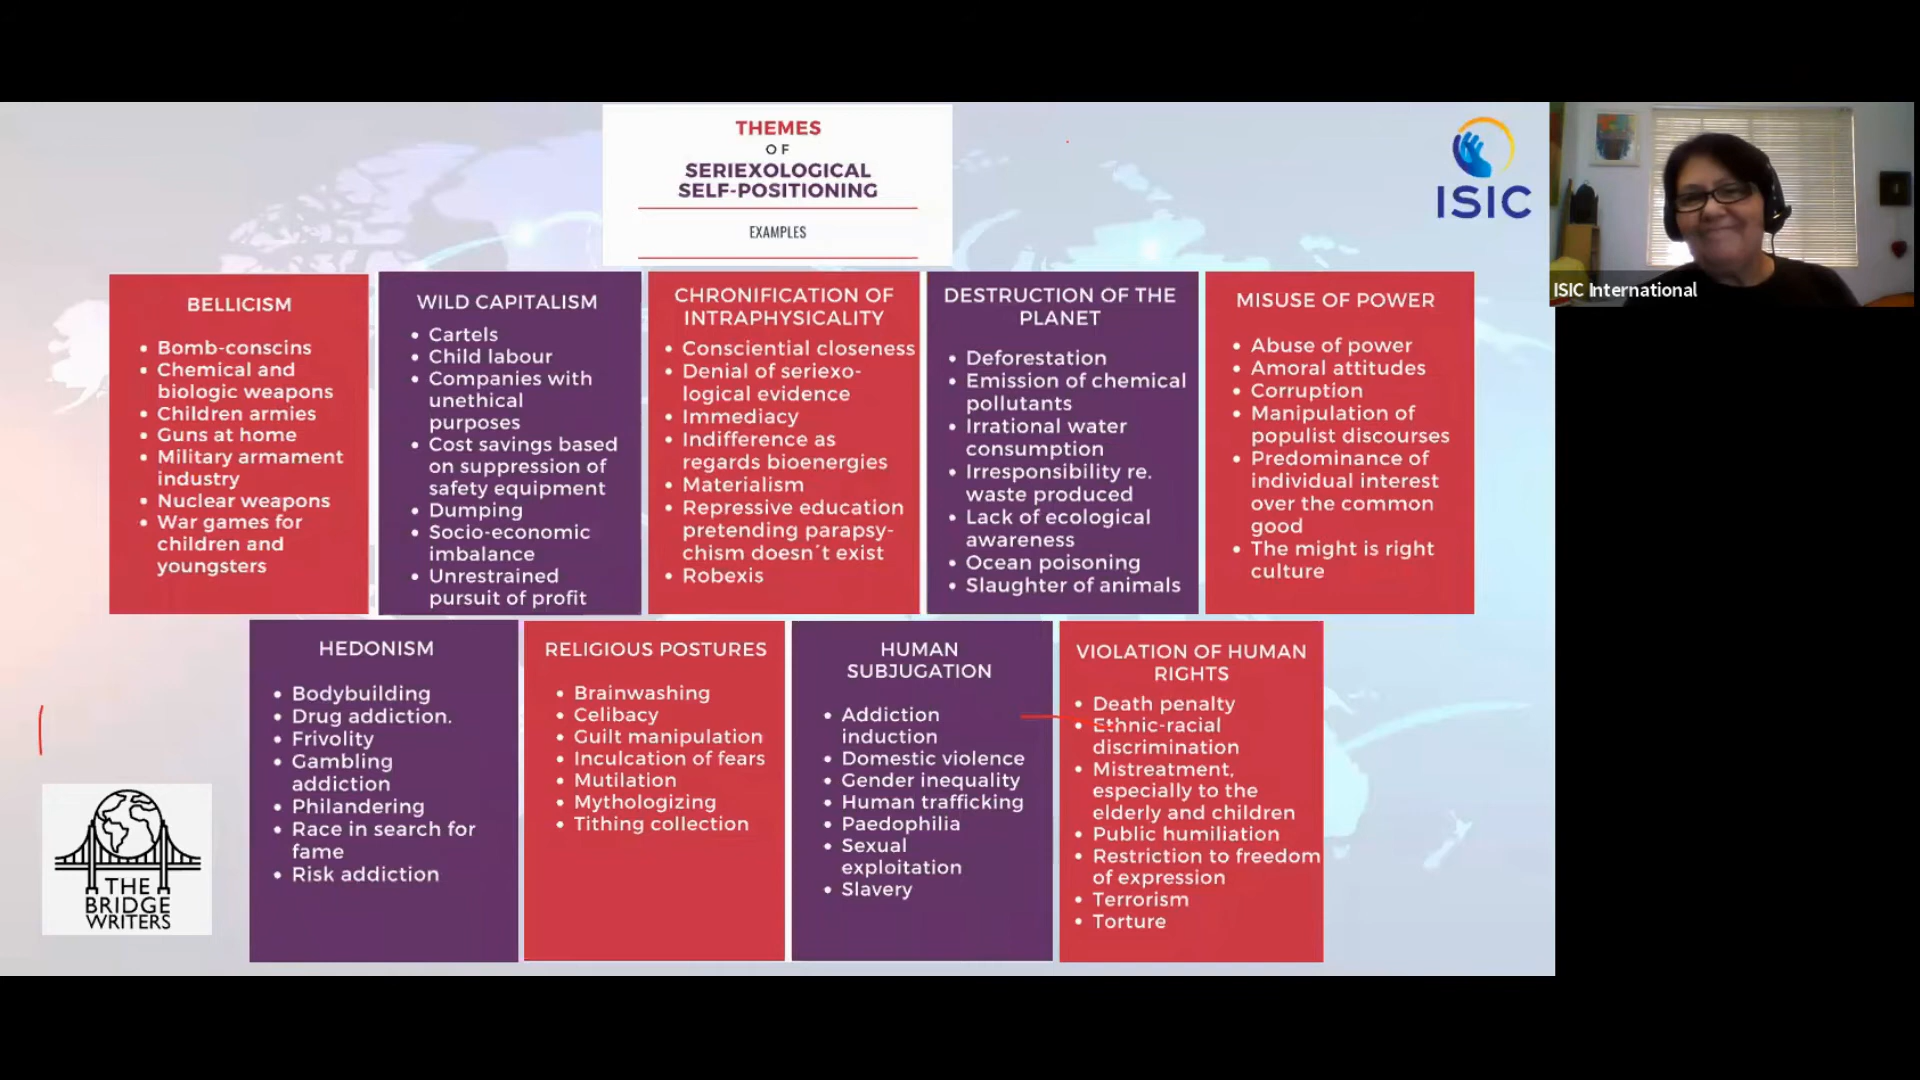 THEMES
OF
SERIEXOLOGICAL
SELF-POSITIONING
EXAMPLES
ISIC
ISIC International
BELLICISM
• Bomb-conscins
• Chemical and
biologic weapons
• Children armies
• Guns at home
• Military armament
industry
• Nuclear weapons
• War games for
children and
youngsters
WILD CAPITALISM
• Cartels
• Child labour
• Companies with
unethical
purposes
• Cost savings based
on suppression of
safety equipment
• Dumping
• Socio-economic
imbalance
• Unrestrained
pursuit of profit
CHRONIFICATION OF
INTRAPHYSICALITY
• Consciential closeness
• Denial of seriexo-
logical evidence
• Immediacy
• Indifference as
regards bioenergies
• Materialism
• Repressive education
pretending parapsy-
chism doesn´t exist
• Robexis
DESTRUCTION OF THE
PLANET
• Deforestation
• Emission of chemical
pollutants
• Irrational water
consumption
• Irresponsibility re.
waste produced
• Lack of ecological
awareness
• Ocean poisoning
• Slaughter of animals
MISUSE OF POWER
• Abuse of power
• Amoral attitudes
• Corruption
• Manipulation of
populist discourses
• Predominance of
individual interest
over the common
good
• The might is right
culture
HEDONISM
• Bodybuilding
• Drug addiction.
• Frivolity
• Gambling
addiction
• Philandering
• Race in search for
fame
• Risk addiction
RELIGIOUS POSTURES
• Brainwashing
• Celibacy
• Guilt manipulation
• Inculcation of fears
• Mutilation
• Mythologizing
• Tithing collection
HUMAN
SUBJUGATION
• Addiction
induction
• Domestic violence
• Gender inequality
• Human trafficking
• Paedophilia
• Sexual
exploitation
• Slavery
VIOLATION OF HUMAN
RIGHTS
• Death penalty
• Ethnic-racial
discrimination
• Mistreatment,
especially to the
elderly and children
• Public humiliation
• Restriction to freedom
of expression
• Terrorism
• Torture
THE
BRIDGE
WRITERS